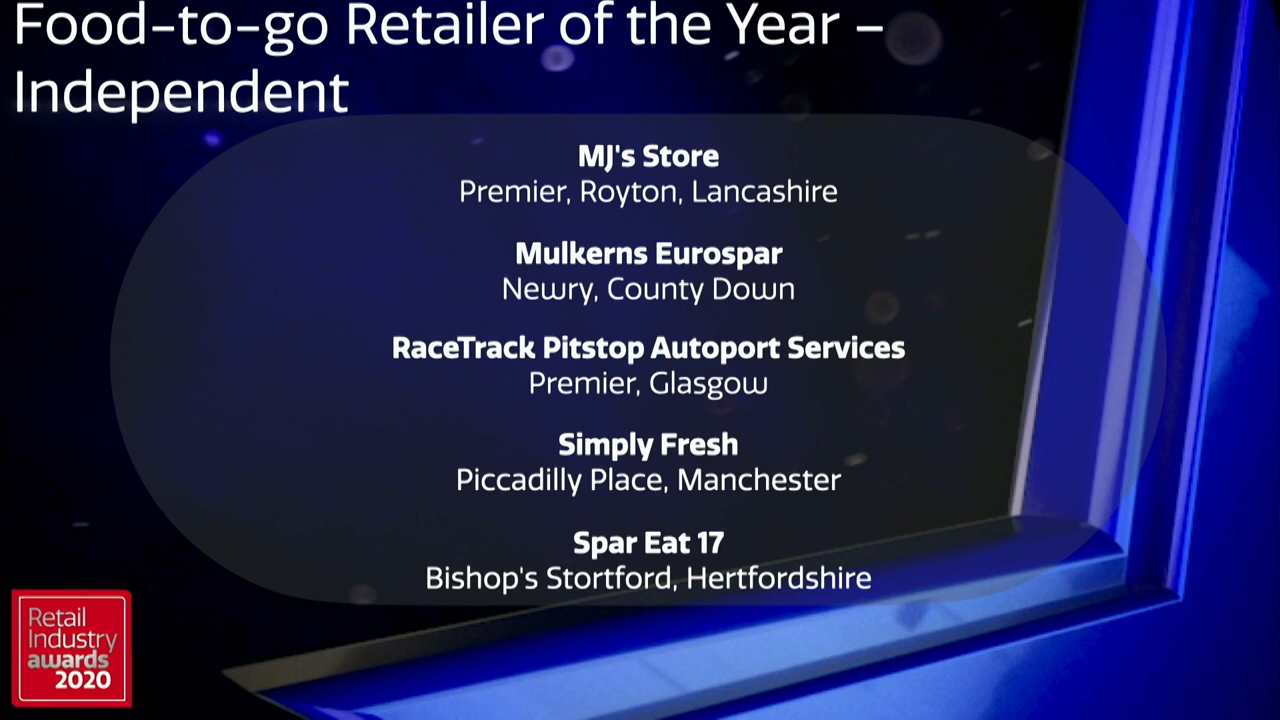 Food-to-go Retailer of the Year –
Independent
MJ's Store
Premier, Royton, Lancashire
Mulkerns Eurospar
Newry, County Down
RaceTrack Pitstop Autoport Services
Premier, Glasgow
Simply Fresh
Piccadilly Place, Manchester
Spar Eat 17
Bishop's Stortford, Hertfordshire
Retail
Industry
awards
2020